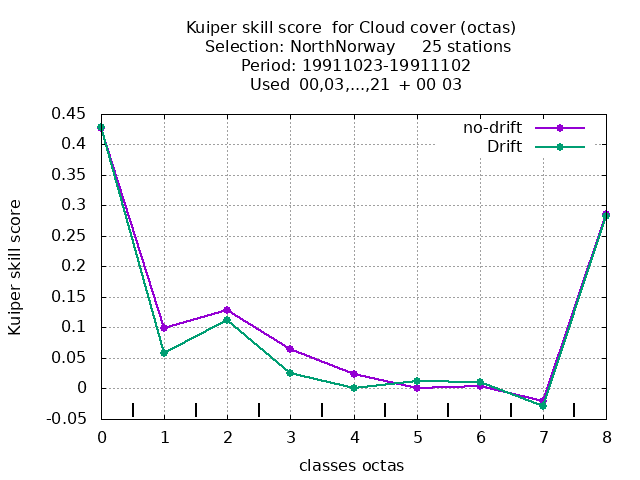 Kuiper skill score  for Cloud cover (octas)
Selection: NorthNorway     25 stations
Period: 19911023-19911102
Used  00,03,...,21  + 00 03
no-drift
Drift
0.45
0.4
0.35
0.3
0.25
0.2
0.15
0.1
0.05
0
-0.05
Kuiper skill score
0 1 2 3 4 5 6 7 8
classes octas